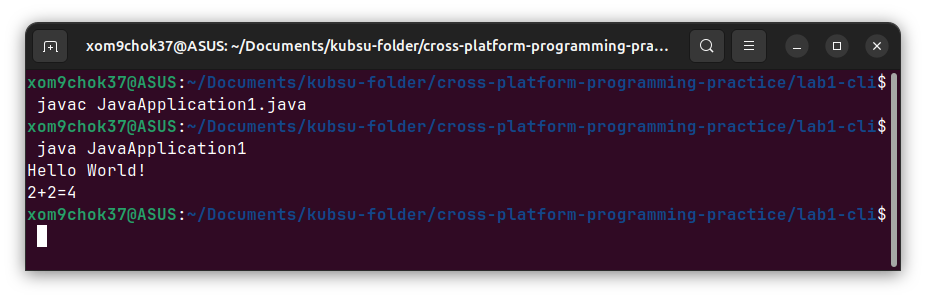 xom9chok37@ASUS: ~/Documents/kubsu-folder/cross-platform-programming-pra...
xom9chok37@ASUS:~/Documents/kubsu-folder/cross-platform-programming-practice/lab1-cli$
javac JavaApplication1.java
xom9chok37@ASUS:~/Documents/kubsu-folder/cross-platform-programming-practice/lab1-cli$
java JavaApplication1
Hello World!
2+2=4
xom9chok37@ASUS:~/Documents/kubsu-folder/cross-platform-programming-practice/lab1-cli$